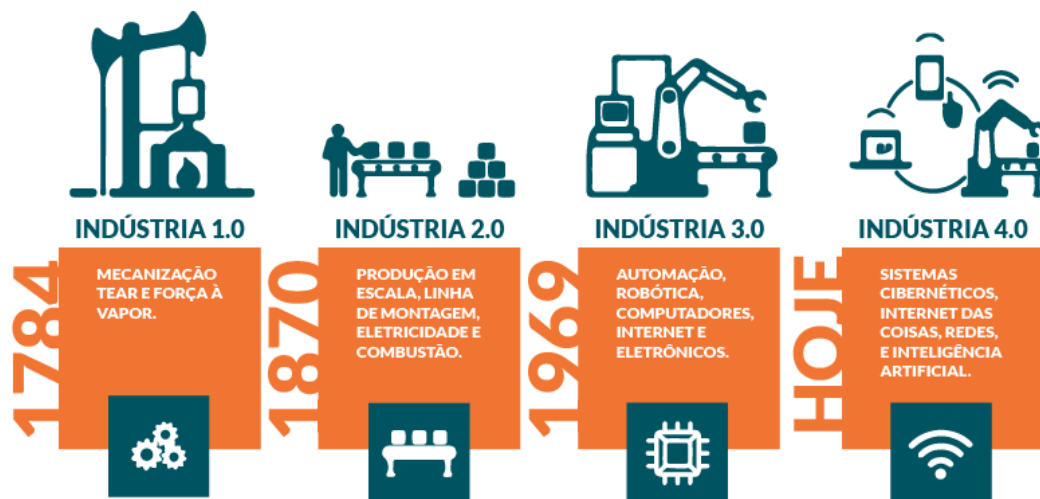 INDÚSTRIA 1.0
1784
MECANIZAÇÃO
TEAR E FORÇA À
VAPOR.
INDÚSTRIA 2.0
1870
PRODUÇÃO EM
ESCALA, LINHA
DE MONTAGEM,
ELETRICIDADE E
COMBUSTÃO.
INDÚSTRIA 3.0
1969
AUTOMAÇÃO,
ROBÓTICA,
COMPUTADORES,
INTERNET E
ELETRÔNICOS.
INDÚSTRIA 4.0
HOJE
SISTEMAS
CIBERNÉTICOS,
INTERNET DAS
COISAS, REDES,
E INTELIGÊNCIA
ARTIFICIAL.